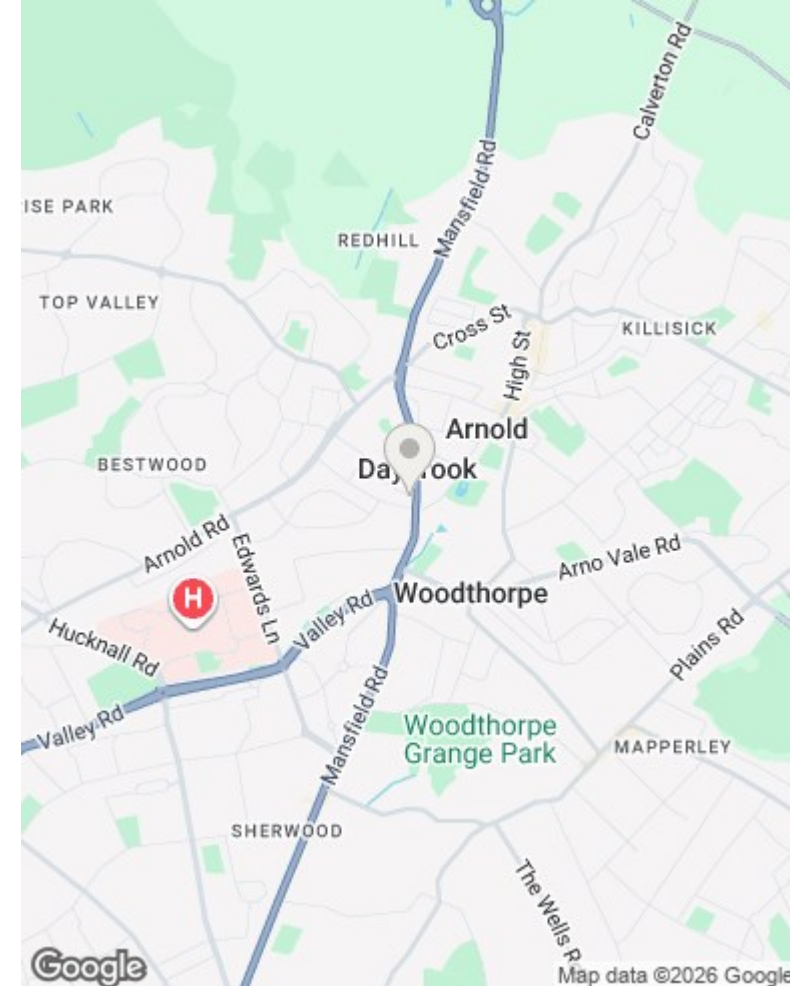 Calverton Rd
Mansfield Rd
ISE PARK
REDHILL
TOP VALLEY
Cross St
KILLISICK
High St
Arnold
BESTWOOD
Arnold Rd
Edwards Ln
Arno Vale Rd
H
Valley Rd
Woodthorpe
Hucknall Rd
Plains Rd
Mansfield Rd
Valley Rd
Woodthorpe
Grange Park
MAPPERLEY
SHERWOOD
The Wells
Google
Map data ©2026 Google